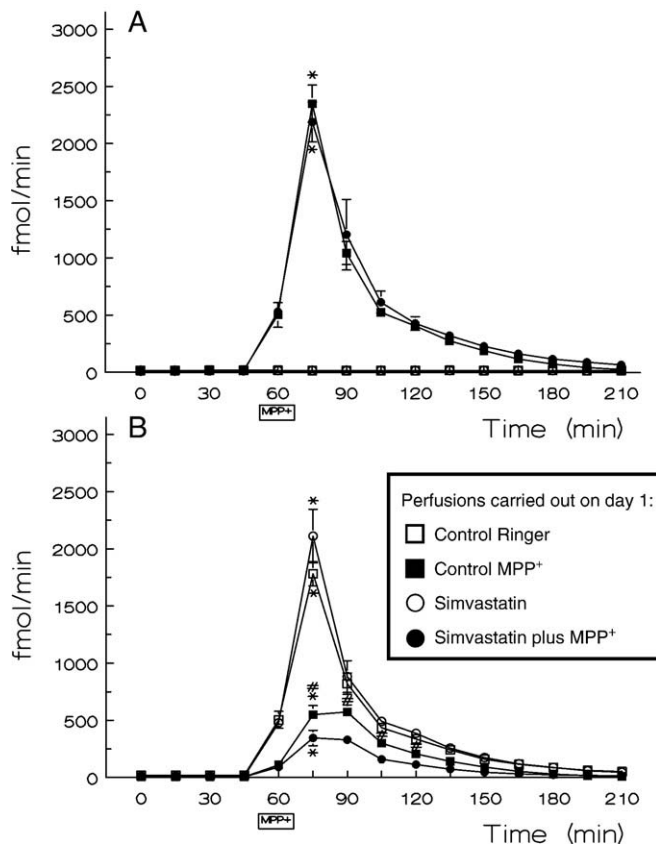 A
3000
2500
2000
1500
1000
500
0
fmol/min
0 30 60 90 120 150 180 210
MPP+
Time (min)
B
3000
2500
2000
1500
1000
500
0
fmol/min
* * * * # # # #
Perfusions carried out on day 1:
Control Ringer
Control MPP⁺
Simvastatin
Simvastatin plus MPP⁺
0 30 60 90 120 150 180 210
MPP+
Time (min)